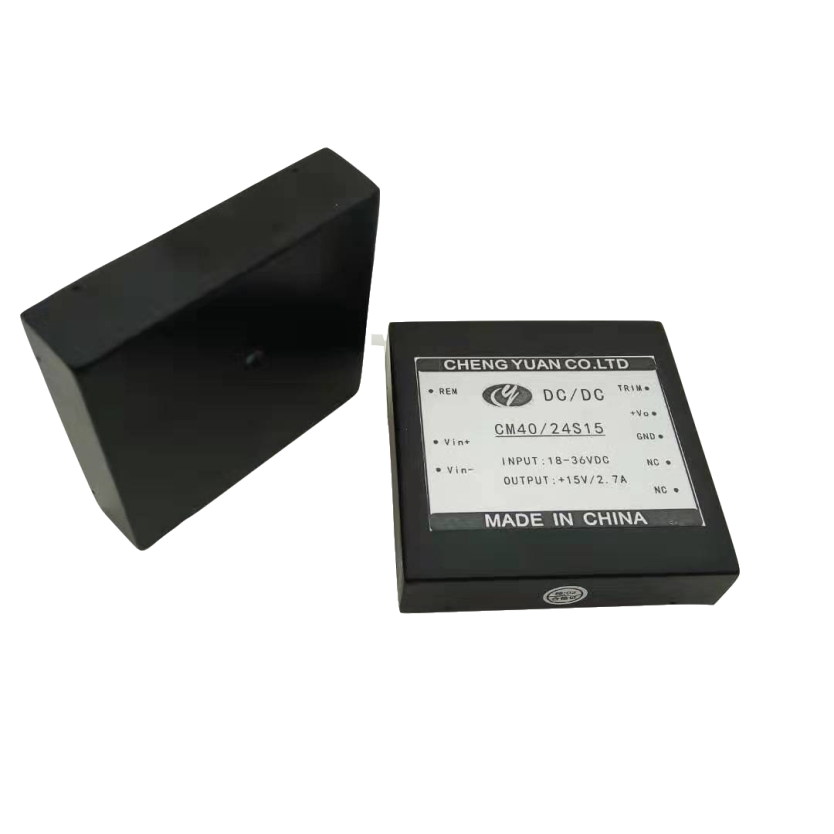 CHENG YUAN CO.LTD
REM
CY
DC/DC
TRIM
+Vo
CM40/24S15
GND
Vin+
INPUT:18-36VDC
NC
Vin-
OUTPUT:+15V/2.7A
NC
MADE IN CHINA